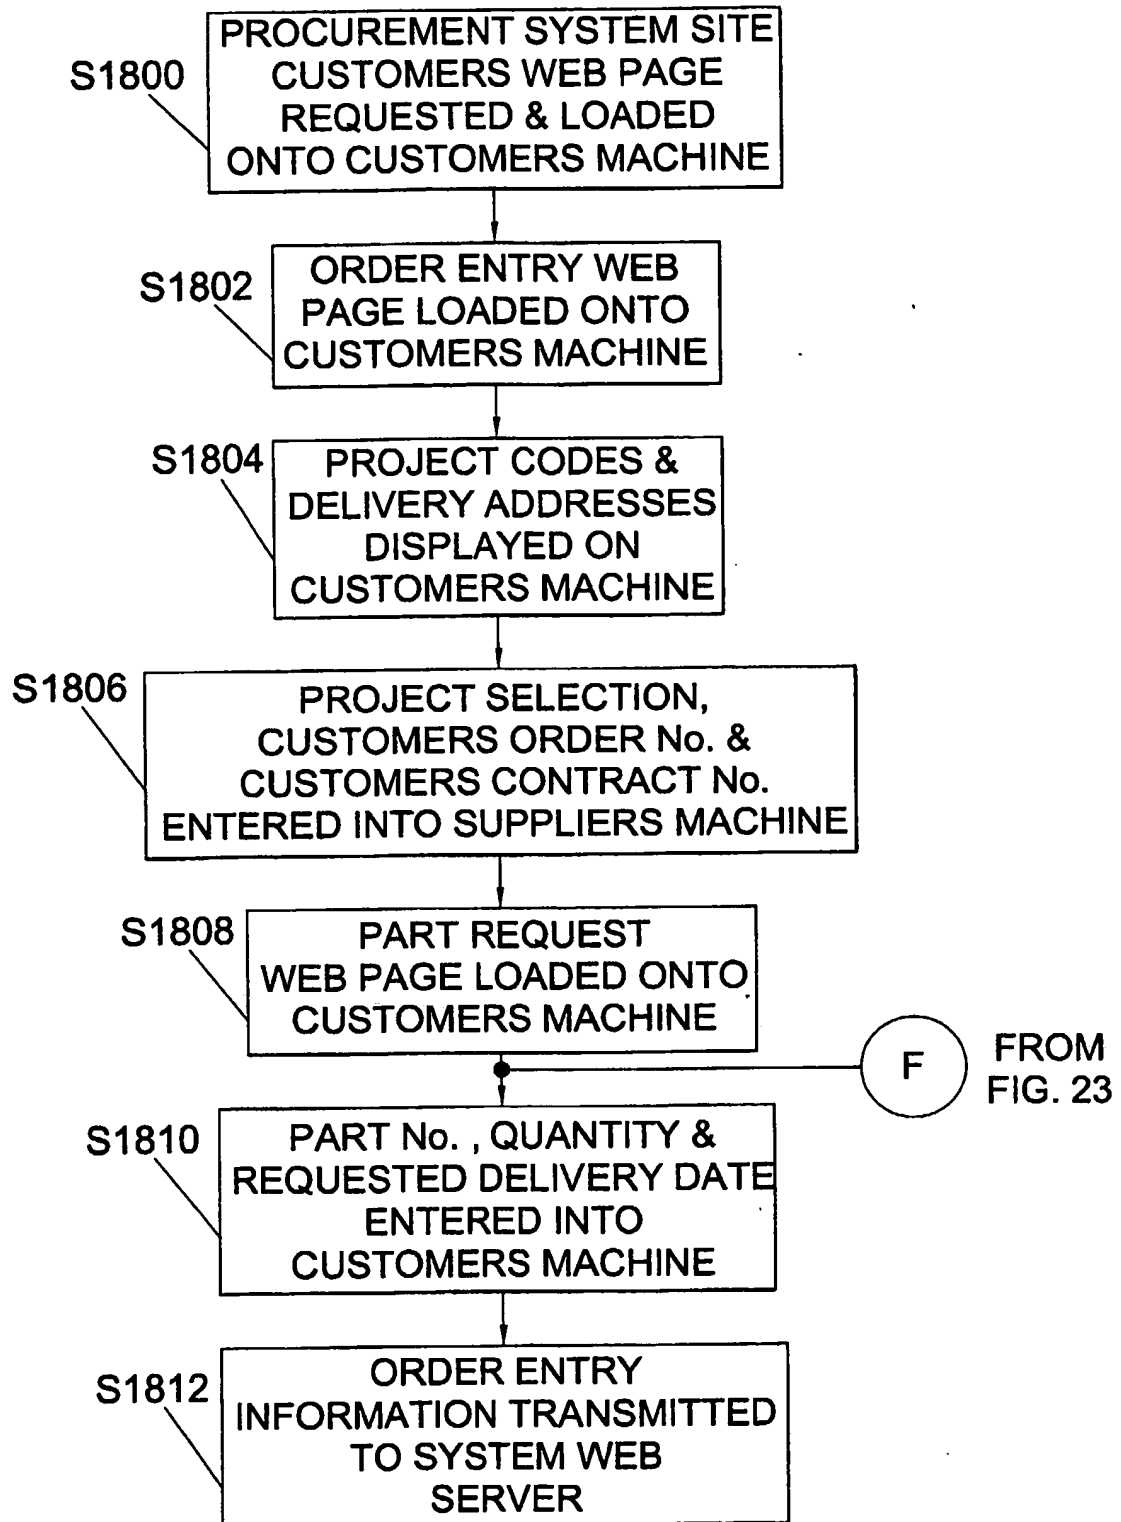 S1800
PROCUREMENT SYSTEM SITE
CUSTOMERS WEB PAGE
REQUESTED & LOADED
ONTO CUSTOMERS MACHINE
S1802
ORDER ENTRY WEB
PAGE LOADED ONTO
CUSTOMERS MACHINE
S1804
PROJECT CODES &
DELIVERY ADDRESSES
DISPLAYED ON
CUSTOMERS MACHINE
S1806
PROJECT SELECTION,
CUSTOMERS ORDER No. &
CUSTOMERS CONTRACT No.
ENTERED INTO SUPPLIERS MACHINE
S1808
PART REQUEST
WEB PAGE LOADED ONTO
CUSTOMERS MACHINE
F
FROM
FIG. 23
S1810
PART No. , QUANTITY &
REQUESTED DELIVERY DATE
ENTERED INTO
CUSTOMERS MACHINE
S1812
ORDER ENTRY
INFORMATION TRANSMITTED
TO SYSTEM WEB
SERVER